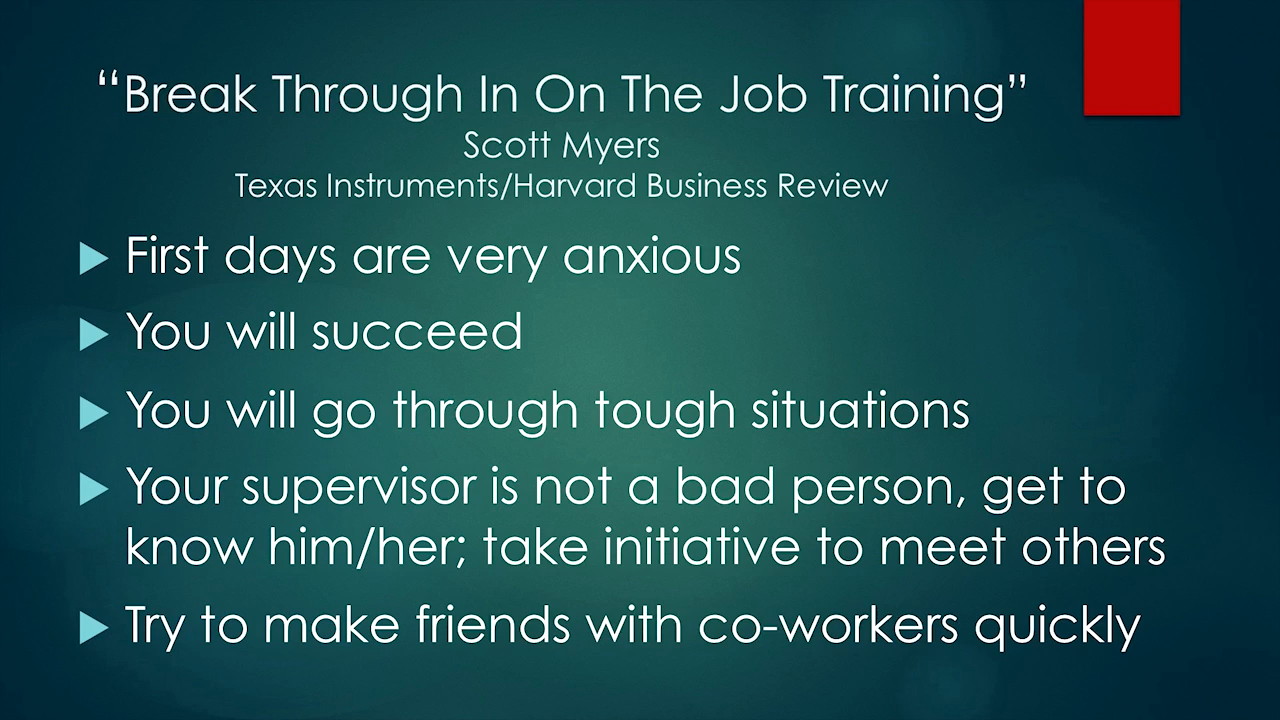 “Break Through In On The Job Training”
Scott Myers
Texas Instruments/Harvard Business Review
First days are very anxious
You will succeed
You will go through tough situations
Your supervisor is not a bad person, get to
know him/her; take initiative to meet others
Try to make friends with co-workers quickly